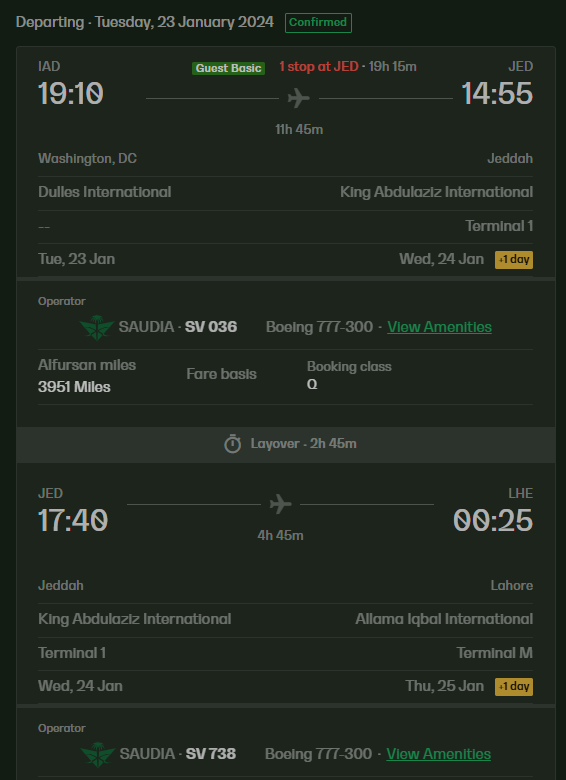 Departing · Tuesday, 23 January 2024 Confirmed
IAD Guest Basic 1 stop at JED · 19h 15m JED
19:10 14:55
11h 45m
Washington, DC Jeddah
Dulles International King Abdulaziz International
-- Terminal 1
Tue, 23 Jan Wed, 24 Jan +1 day
Operator
SAUDIA · SV 036 Boeing 777-300 · View Amenities
Alfursan miles Fare basis Booking class
3951 Miles Q
Layover · 2h 45m
JED LHE
17:40 00:25
4h 45m
Jeddah Lahore
King Abdulaziz International Allama Iqbal International
Terminal 1 Terminal M
Wed, 24 Jan Thu, 25 Jan +1 day
Operator
SAUDIA · SV 738 Boeing 777-300 · View Amenities